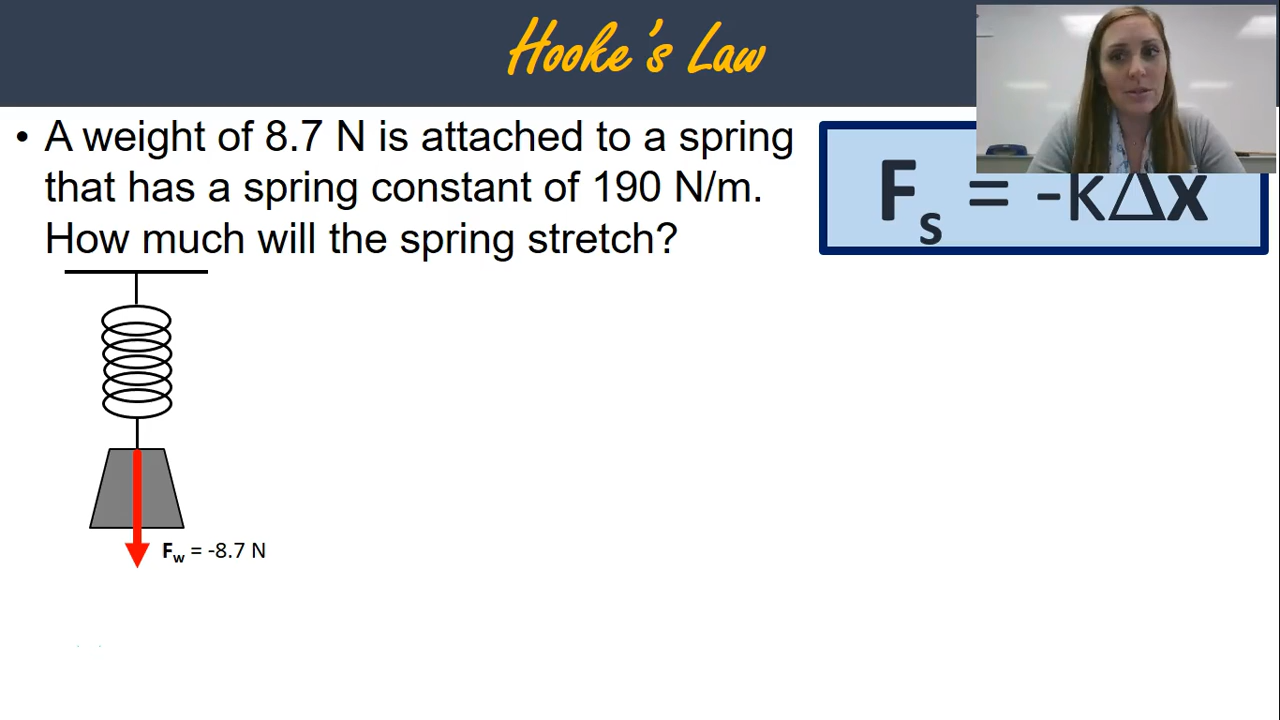 Hooke's Law
• A weight of 8.7 N is attached to a spring
that has a spring constant of 190 N/m.
How much will the spring stretch?
Fs = -kΔx
Fw = -8.7 N